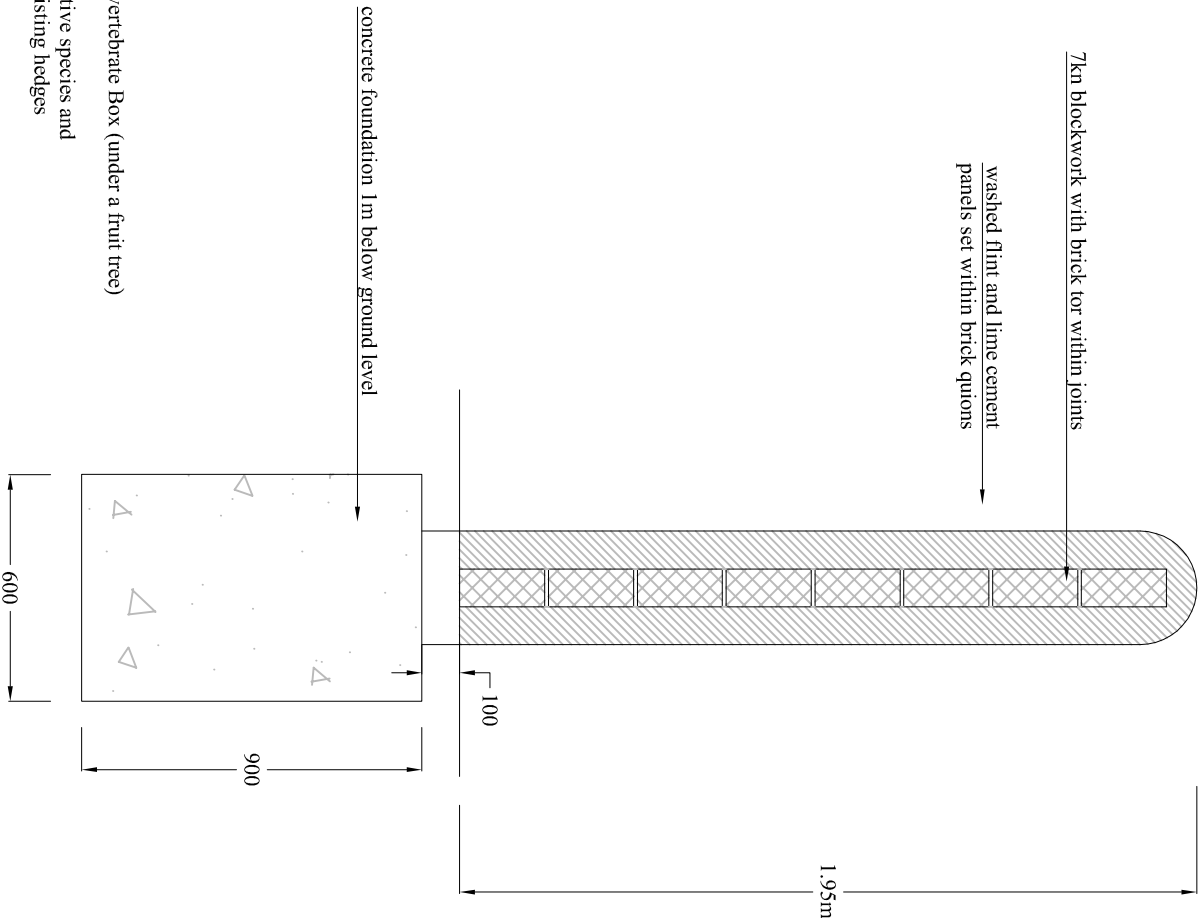 7kn blockwork with brick tor within joints
washed flint and lime cement
panels set within brick quions
1.95m
100
concrete foundation 1m below ground level
900
600
vertebrate Box (under a fruit tree)
tive species and
isting hedges